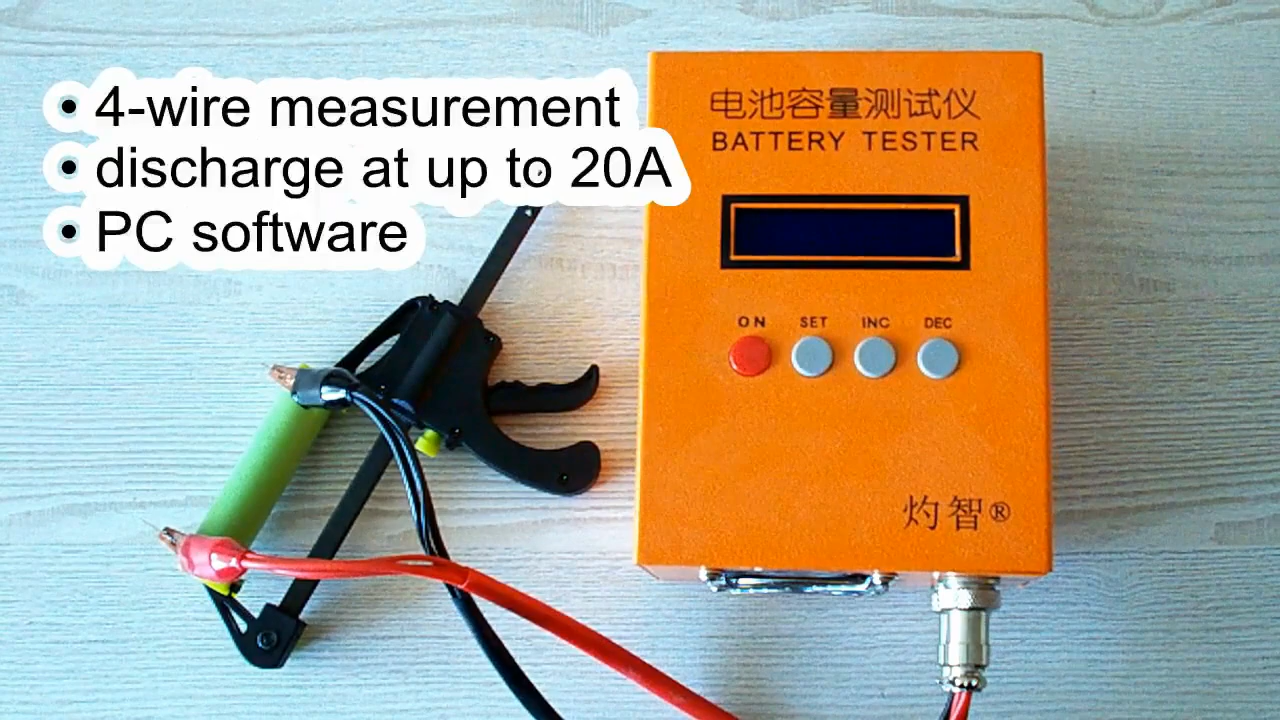 • 4-wire measurement
• discharge at up to 20A
• PC software
电池容量测试仪
BATTERY TESTER
ON SET INC DEC
灼智®